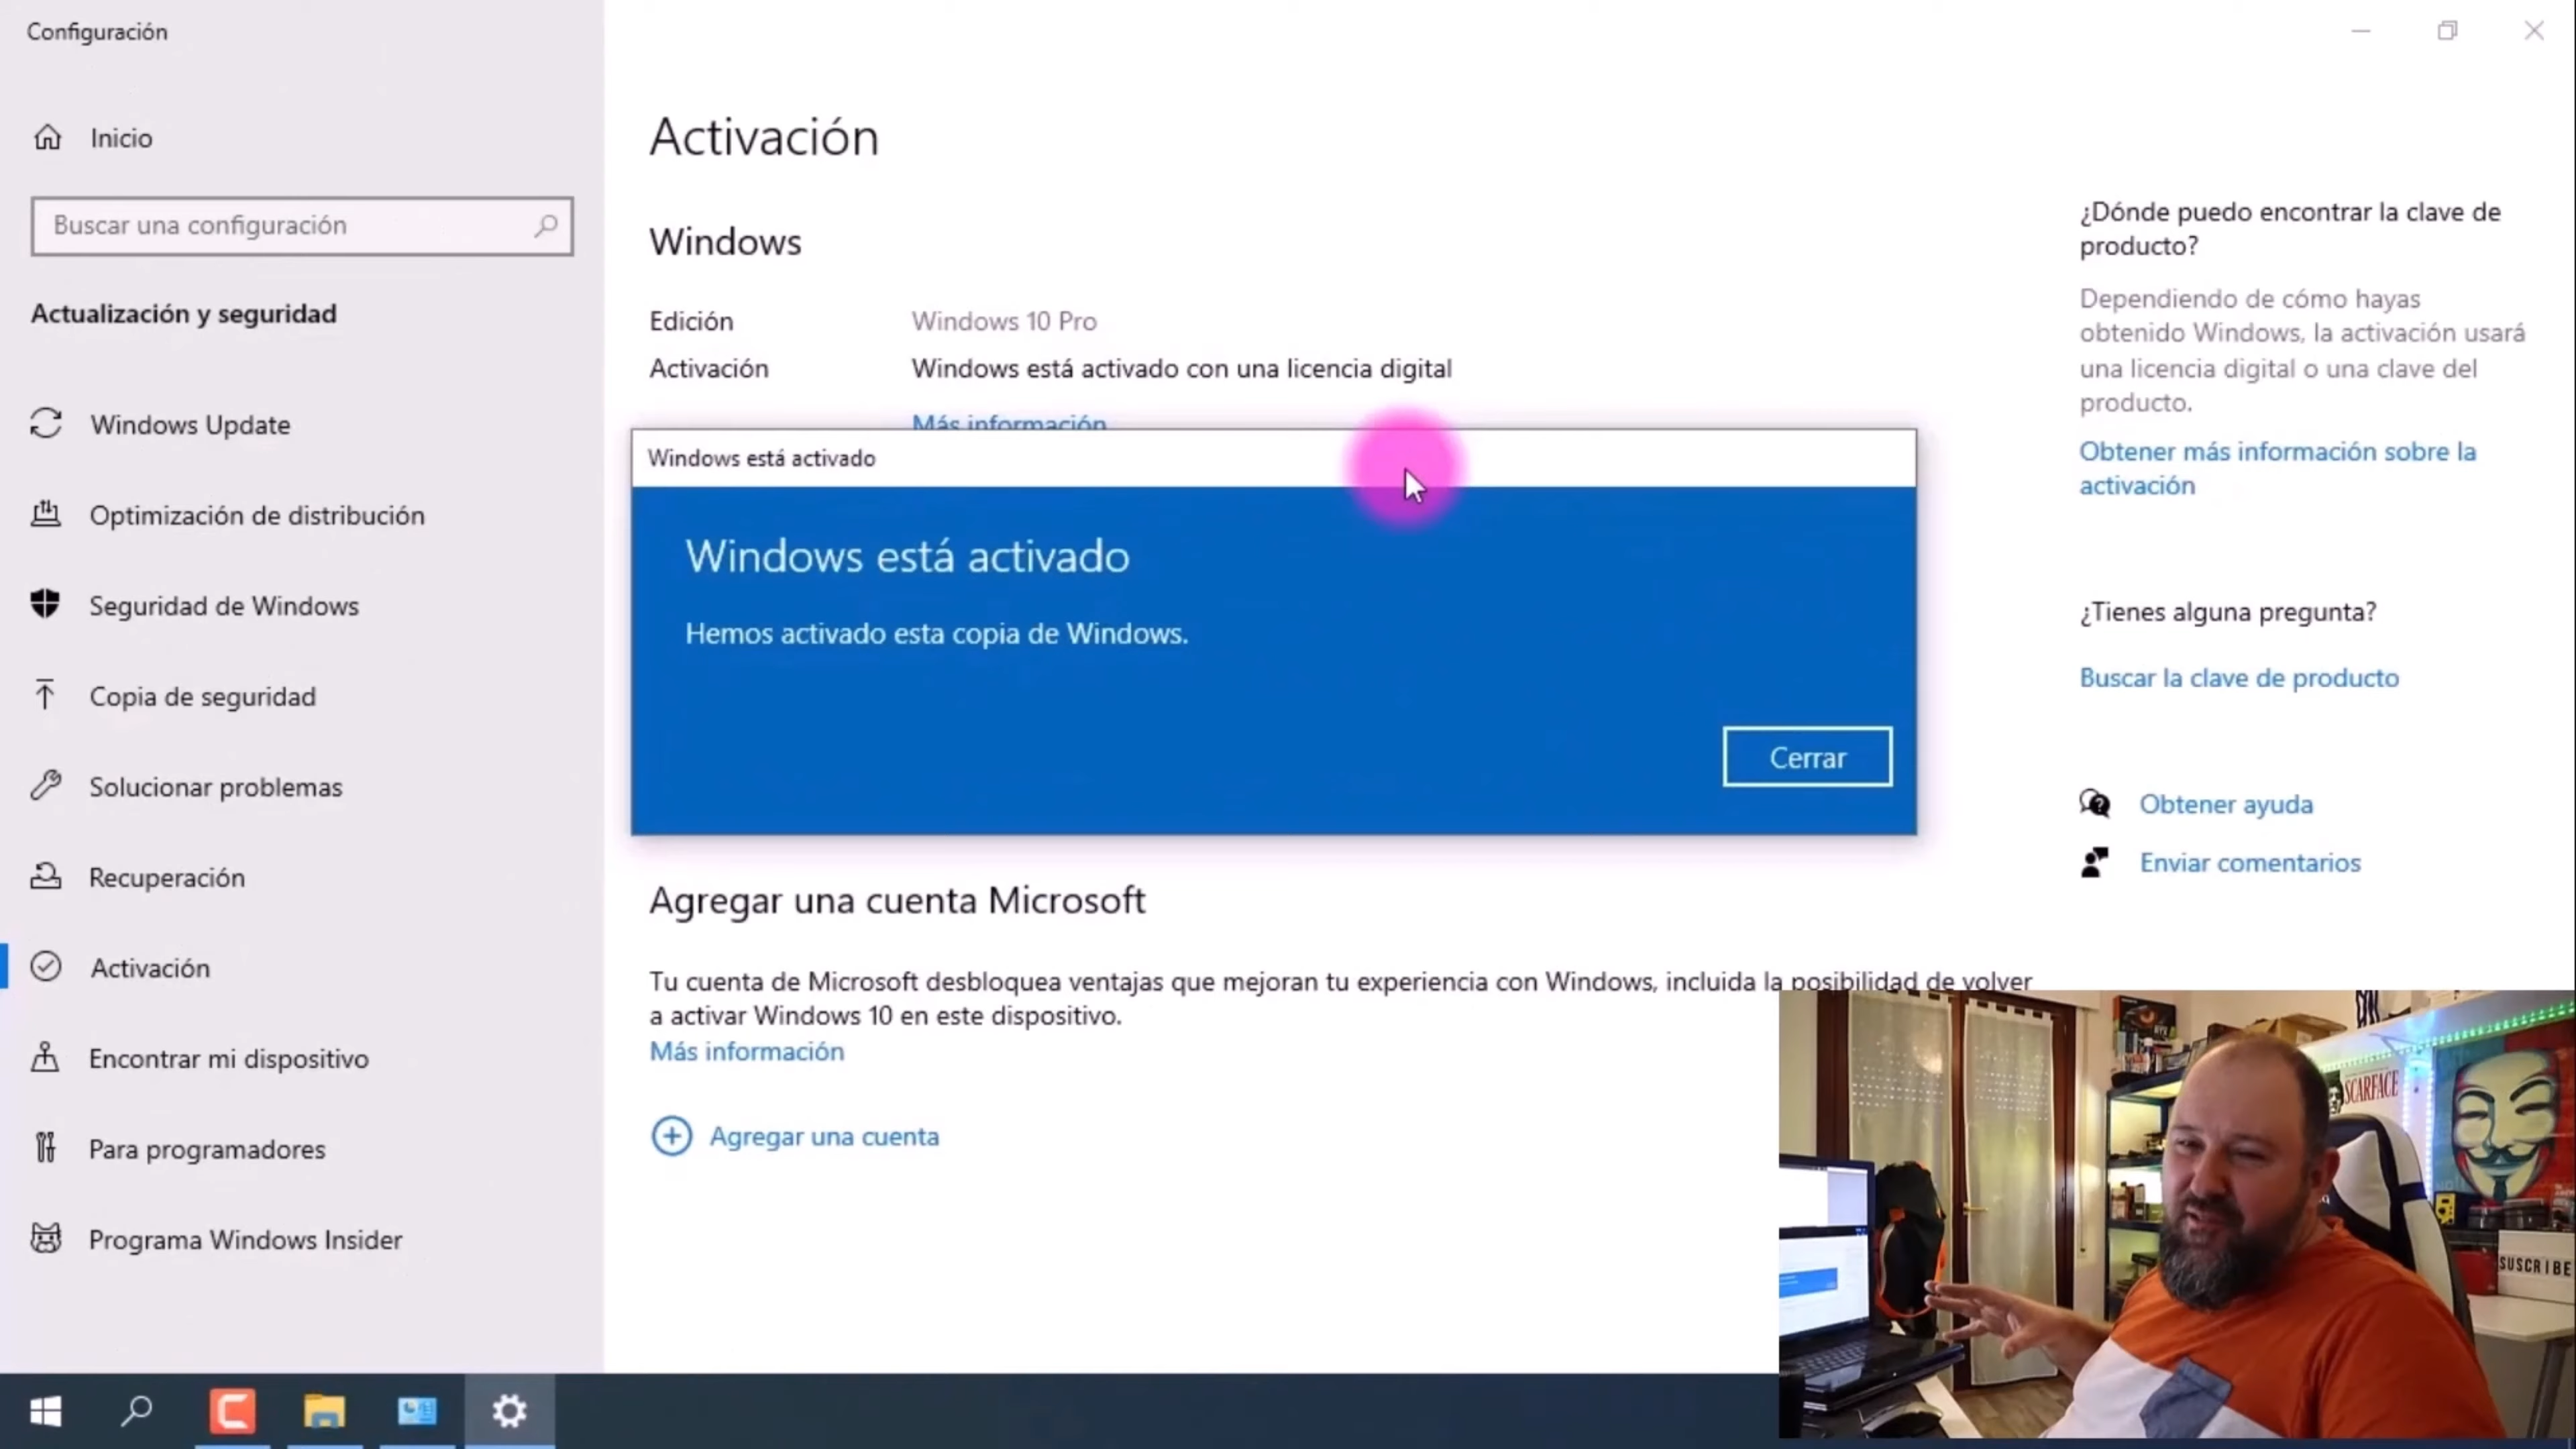 Configuración
Inicio
Buscar una configuración
Actualización y seguridad
Windows Update
Optimización de distribución
Seguridad de Windows
Copia de seguridad
Solucionar problemas
Recuperación
Activación
Encontrar mi dispositivo
Para programadores
Programa Windows Insider
Activación
Windows
Edición Windows 10 Pro
Activación Windows está activado con una licencia digital
Más información
Windows está activado
Windows está activado
Hemos activado esta copia de Windows.
Cerrar
Agregar una cuenta Microsoft
Tu cuenta de Microsoft desbloquea ventajas que mejoran tu experiencia con Windows, incluida la posibilidad de volver
a activar Windows 10 en este dispositivo.
Más información
Agregar una cuenta
¿Dónde puedo encontrar la clave de
producto?
Dependiendo de cómo hayas
obtenido Windows, la activación usará
una licencia digital o una clave del
producto.
Obtener más información sobre la
activación
¿Tienes alguna pregunta?
Buscar la clave de producto
Obtener ayuda
Enviar comentarios
SCARFACE
SUSCRIBE